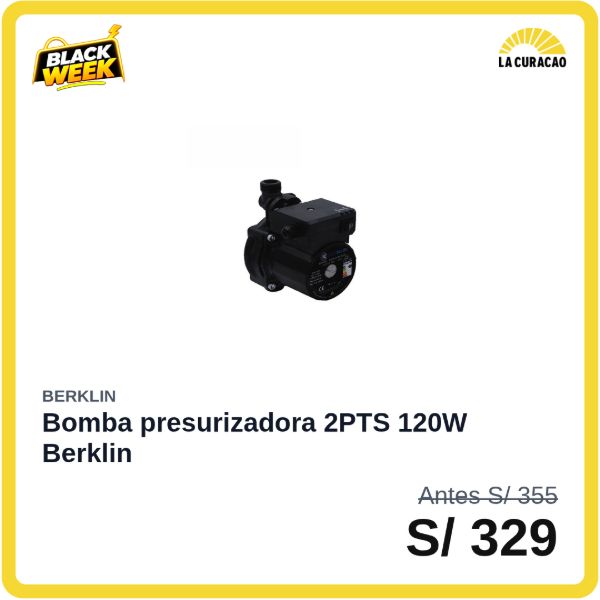 BLACK
WEEK
LA CURACAO
BERKLIN
Bomba presurizadora 2PTS 120W
Berklin
Antes S/ 355
S/ 329